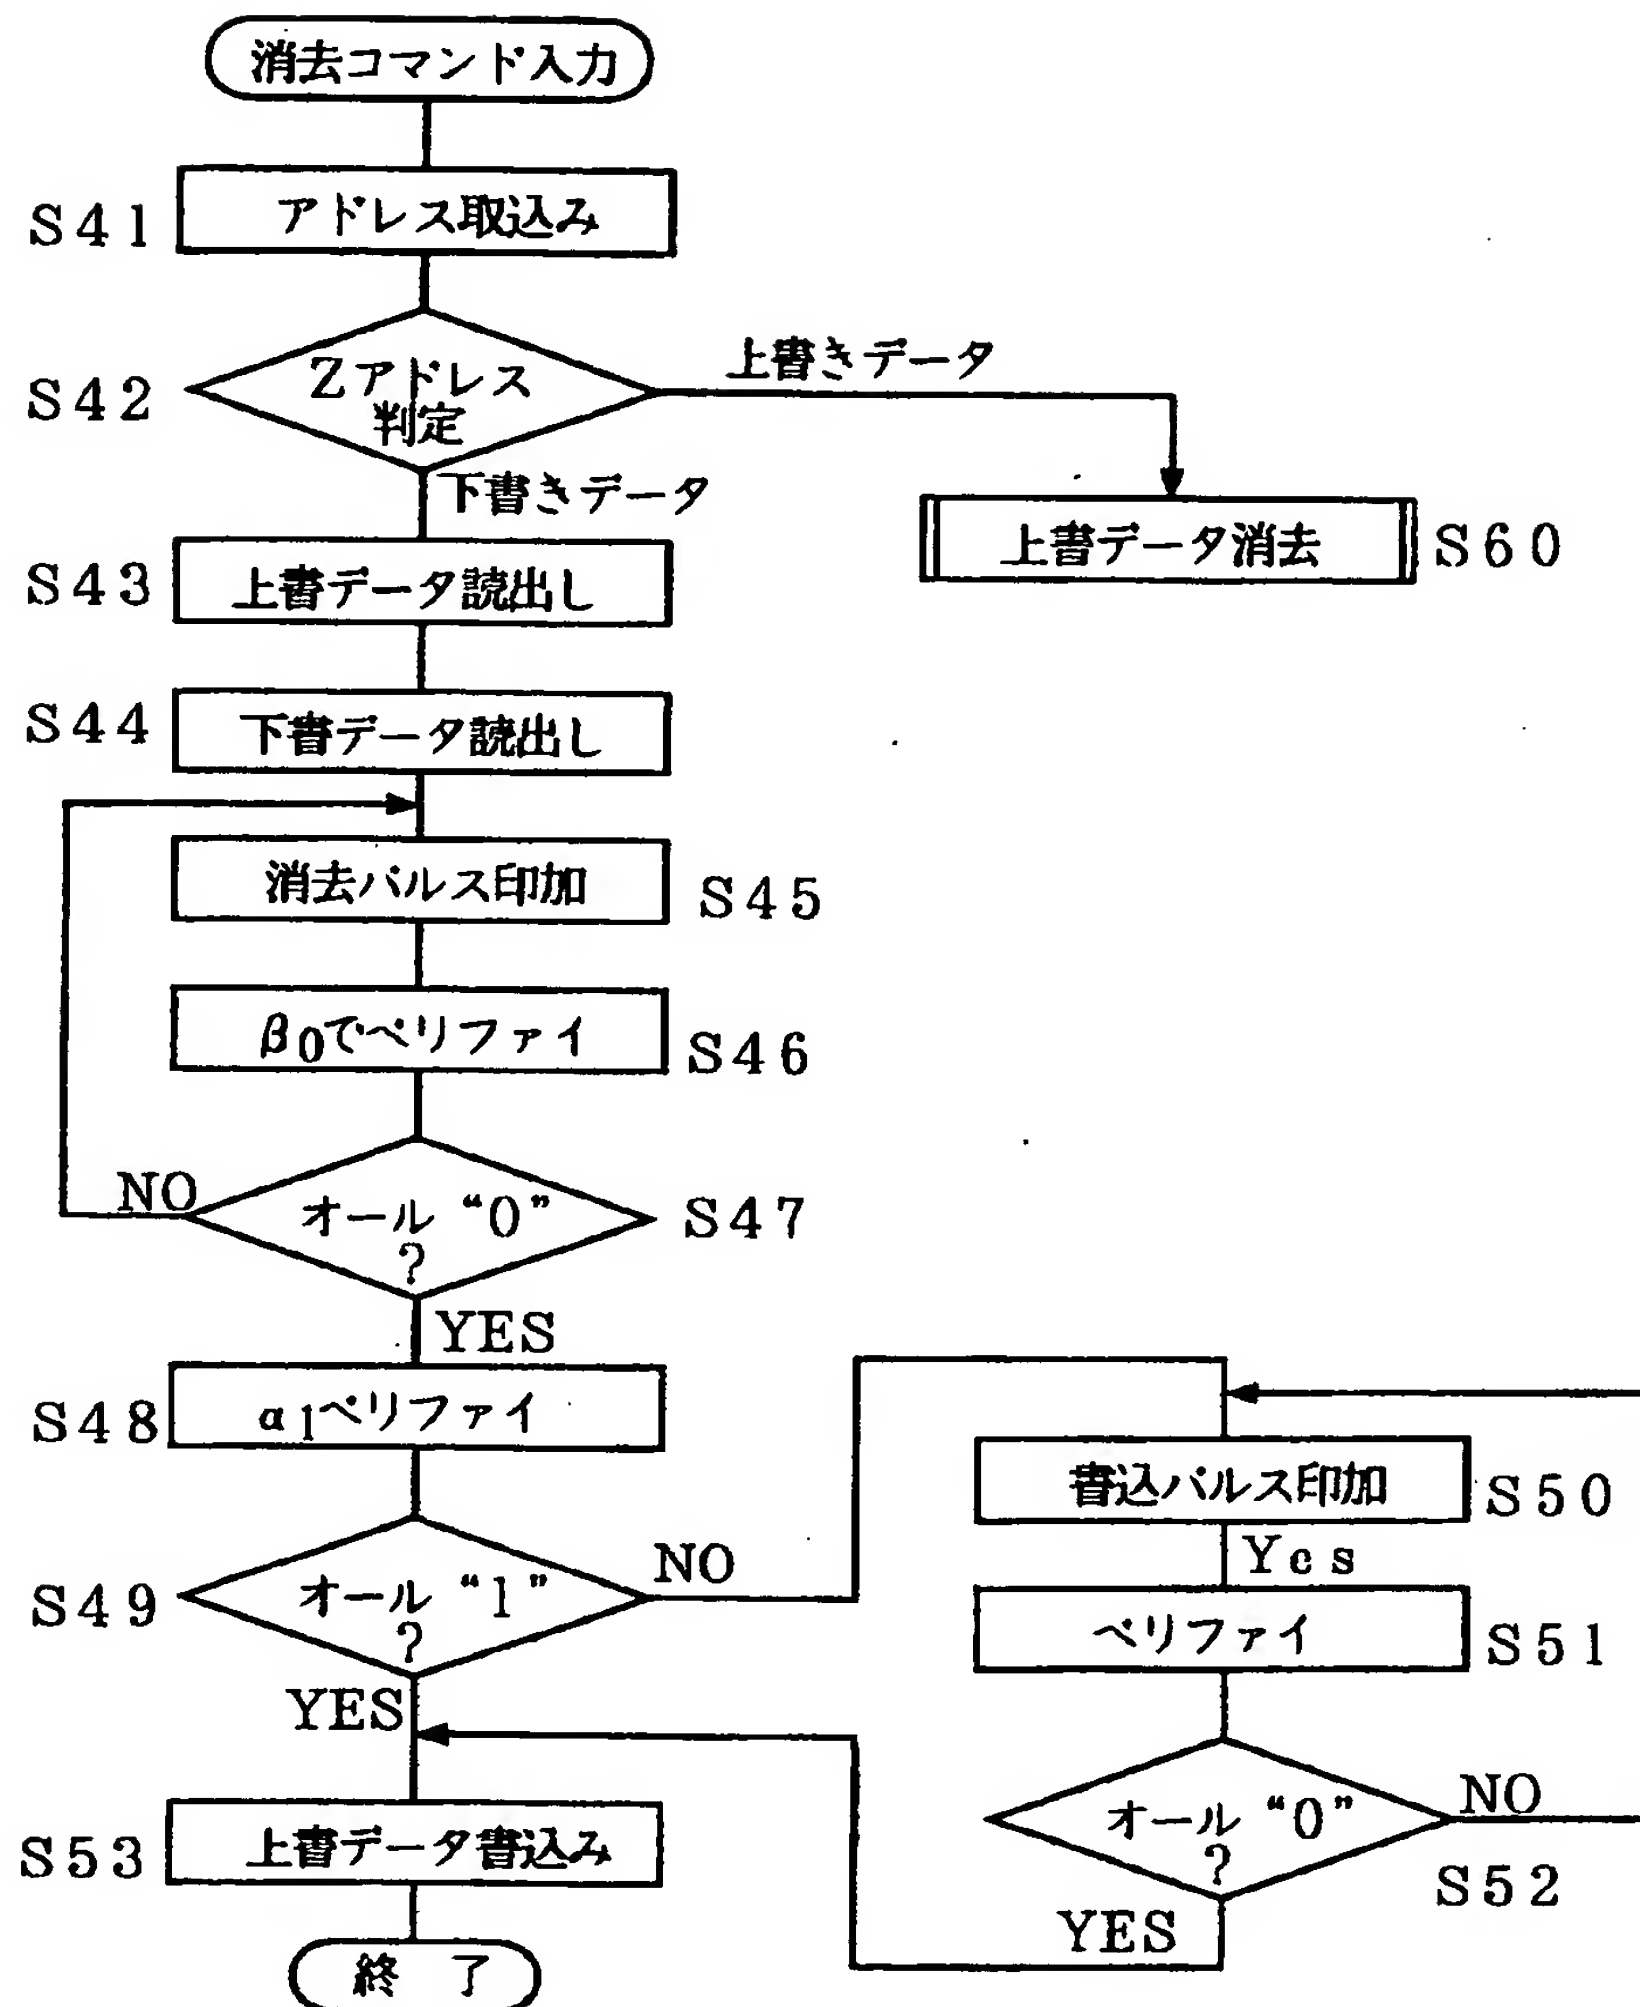 消去コマンド入力
S41
アドレス取込み
S42
Zアドレス
判定
上書きデータ
下書きデータ
上書データ消去
S60
S43
上書データ読出し
S44
下書データ読出し
消去パルス印加
S45
β0でベリファイ
S46
NO
オール “0”
?
S47
YES
S48
α1ベリファイ
S49
オール “1”
?
NO
YES
書込パルス印加
S50
Yes
ベリファイ
S51
オール “0”
?
NO
S52
YES
S53
上書データ書込み
終 了